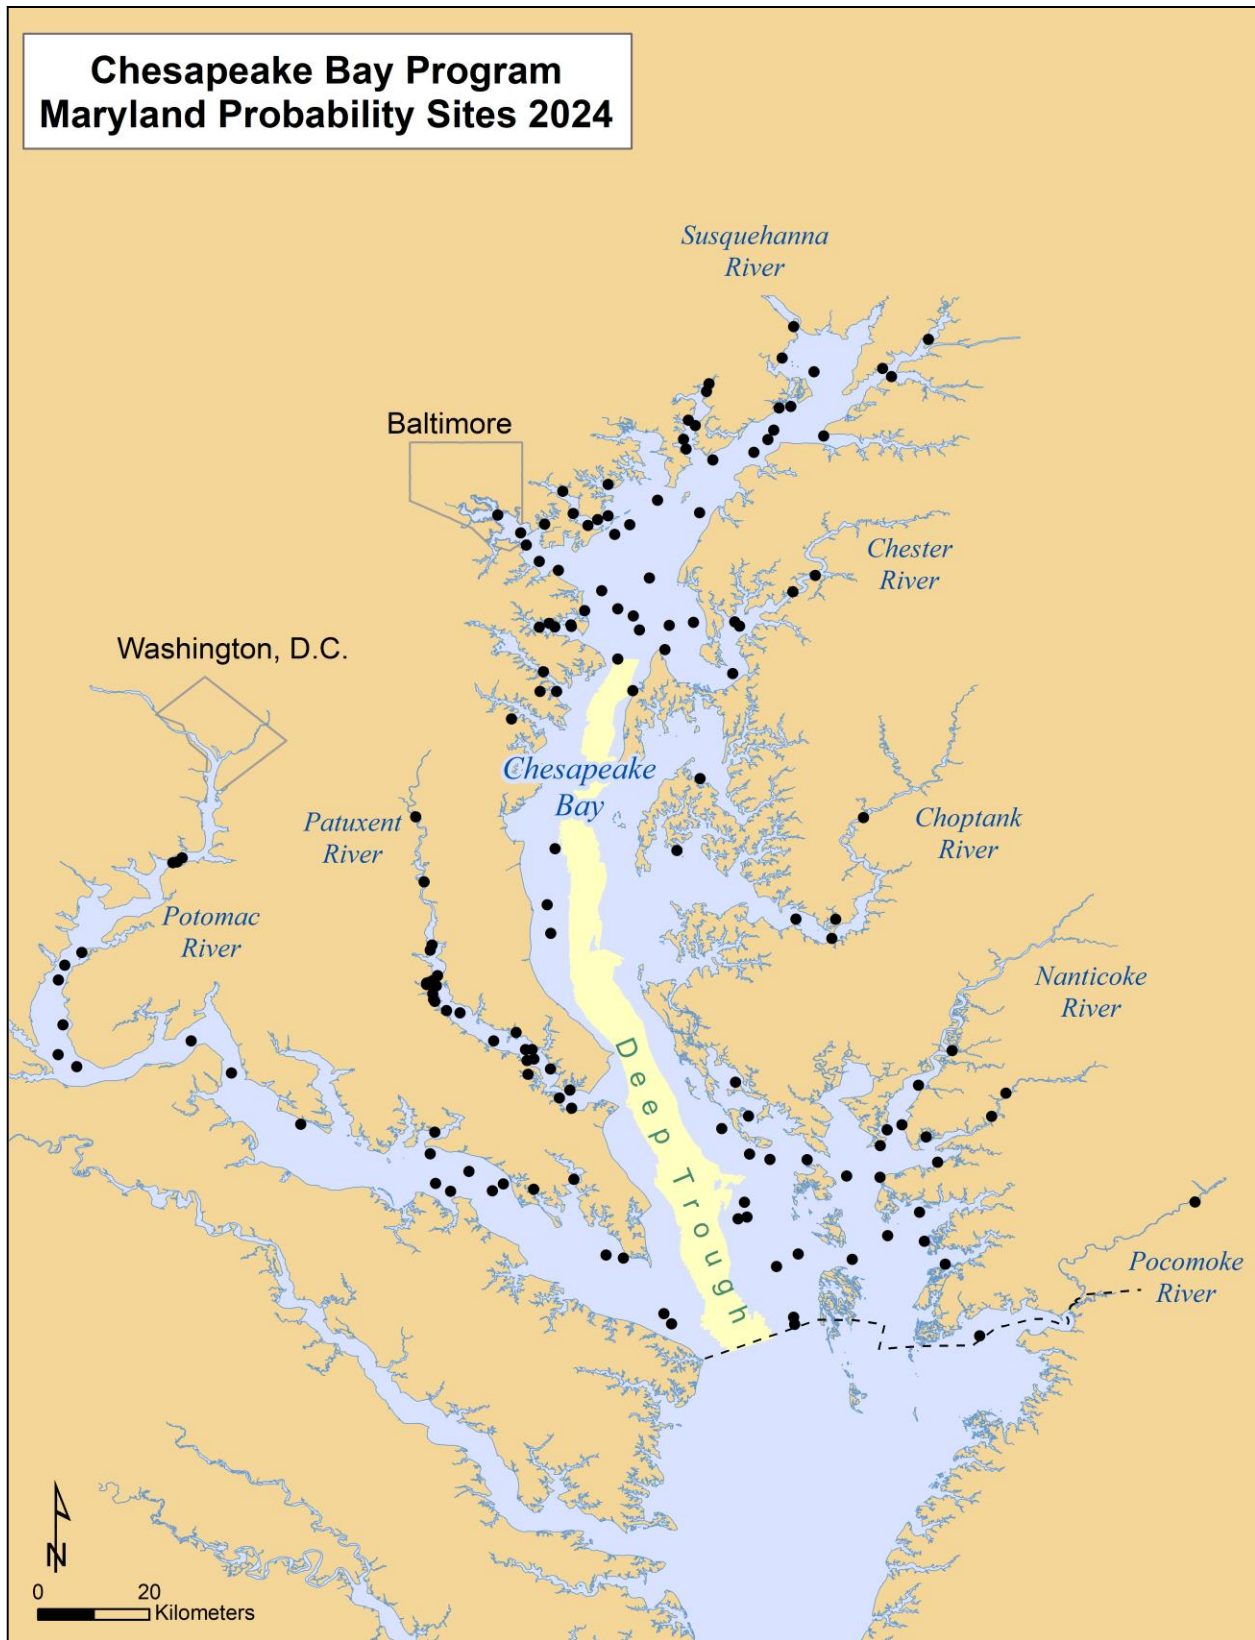 Chesapeake Bay Program
Maryland Probability Sites 2024
Susquehanna
River
Baltimore
Chester
River
Washington, D.C.
Chesapeake
Bay
Patuxent
River
Choptank
River
Potomac
River
Nanticoke
River
Deep Trough
Pocomoke
River
N
0 20
Kilometers